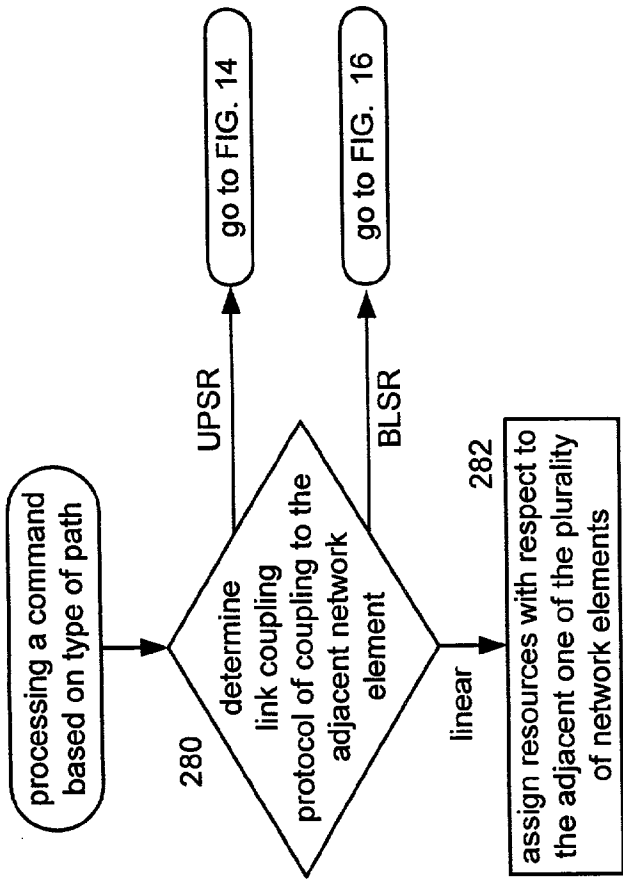 processing a command
based on type of path
280
determine
link coupling
protocol of coupling to the
adjacent network
element
UPSR
go to FIG. 14
BLSR
go to FIG. 16
linear
282
assign resources with respect to
the adjacent one of the plurality
of network elements